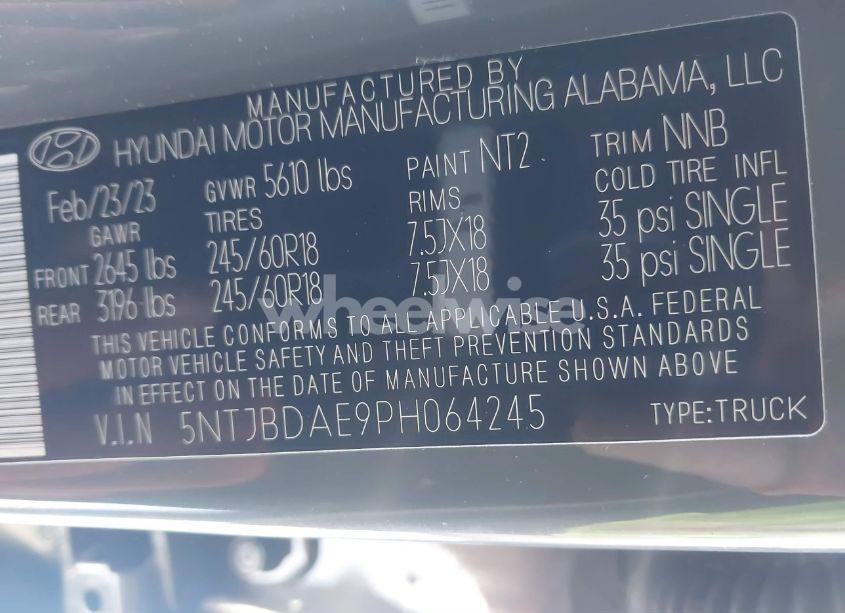 MANUFACTURED BY
HYUNDAI MOTOR MANUFACTURING ALABAMA, LLC
Feb/23/23 GVWR 5610 lbs PAINT NT2 TRIM NNB
GAWR TIRES RIMS COLD TIRE INFL
FRONT 2645 lbs 245/60R18 7.5JX18 35 psi SINGLE
REAR 3196 lbs 245/60R18 7.5JX18 35 psi SINGLE
wheelwise
THIS VEHICLE CONFORMS TO ALL APPLICABLE U.S.A. FEDERAL
MOTOR VEHICLE SAFETY AND THEFT PREVENTION STANDARDS
IN EFFECT ON THE DATE OF MANUFACTURE SHOWN ABOVE
V.I.N 5NTJBDAE9PH064245 TYPE:TRUCK